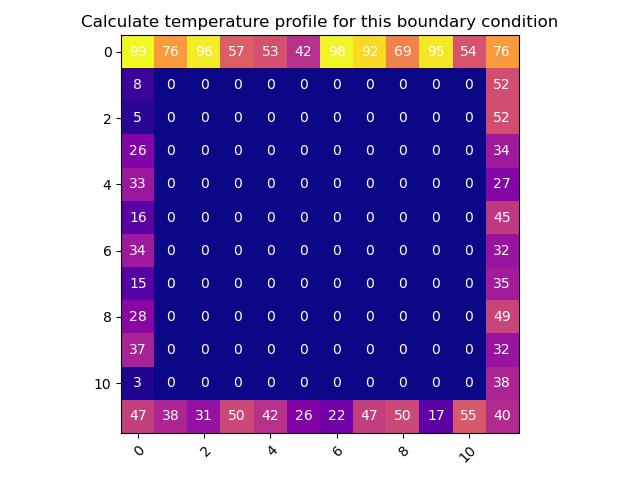 Calculate temperature profile for this boundary condition
0 99 76 96 57 53 42 98 92 69 95 54 76
8 0 0 0 0 0 0 0 0 0 0 52
2 5 0 0 0 0 0 0 0 0 0 0 52
26 0 0 0 0 0 0 0 0 0 0 34
4 33 0 0 0 0 0 0 0 0 0 0 27
16 0 0 0 0 0 0 0 0 0 0 45
6 34 0 0 0 0 0 0 0 0 0 0 32
15 0 0 0 0 0 0 0 0 0 0 35
8 28 0 0 0 0 0 0 0 0 0 0 49
37 0 0 0 0 0 0 0 0 0 0 32
10 3 0 0 0 0 0 0 0 0 0 0 38
47 38 31 50 42 26 22 47 50 17 55 40
0 2 4 6 8 10